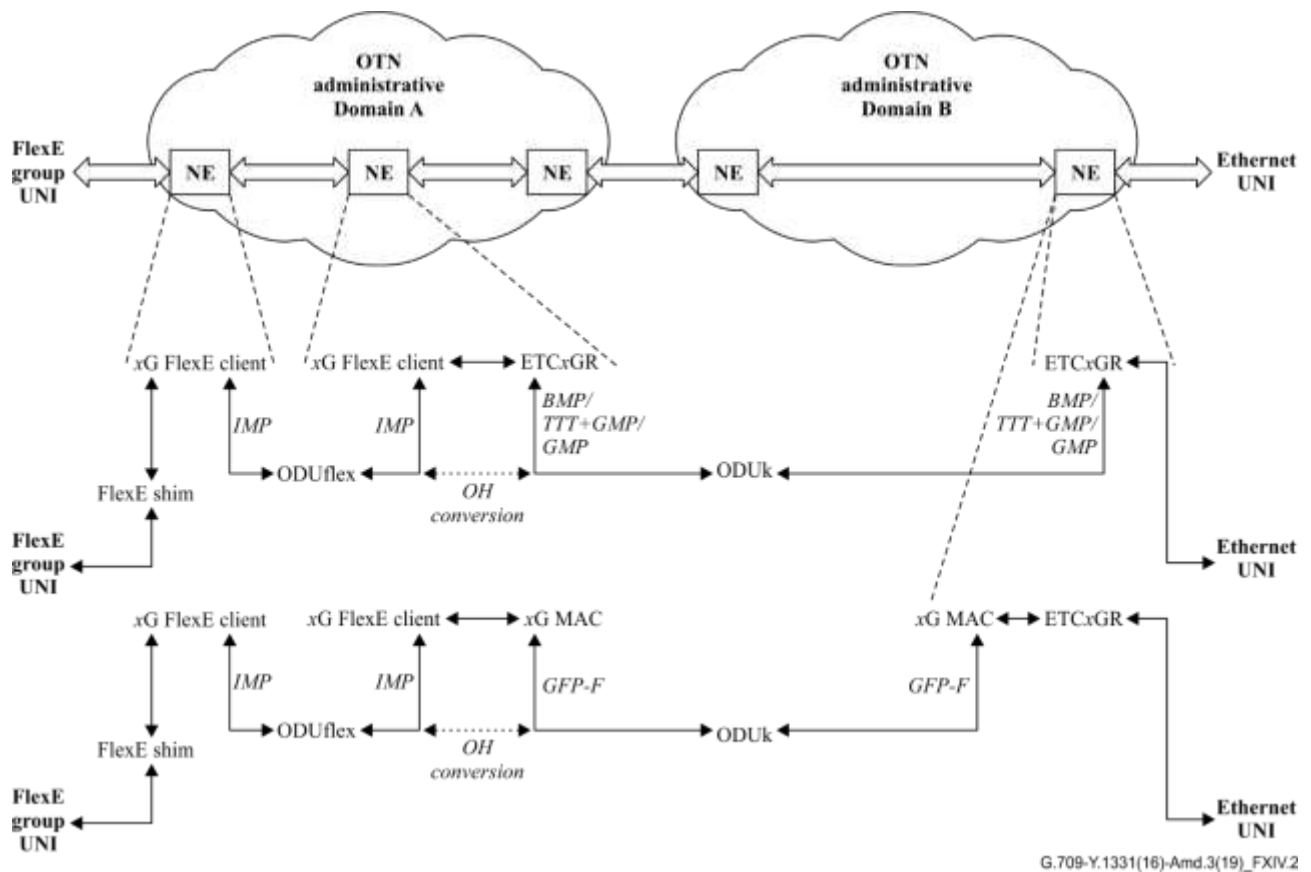 OTN
administrative
Domain A
OTN
administrative
Domain B
FlexE
group
UNI
NE
NE
NE
NE
NE
Ethernet
UNI
xG FlexE client
xG FlexE client
ETCxGR
ETCxGR
IMP
IMP
BMP/
TTT+GMP/
GMP
BMP/
TTT+GMP/
GMP
ODUflex
ODUk
OH
conversion
FlexE shim
FlexE
group
UNI
Ethernet
UNI
xG FlexE client
xG FlexE client
xG MAC
xG MAC
ETCxGR
IMP
IMP
GFP-F
GFP-F
ODUflex
ODUk
OH
conversion
FlexE shim
FlexE
group
UNI
Ethernet
UNI
G.709-Y.1331(16)-Amd.3(19)_FXIV.2